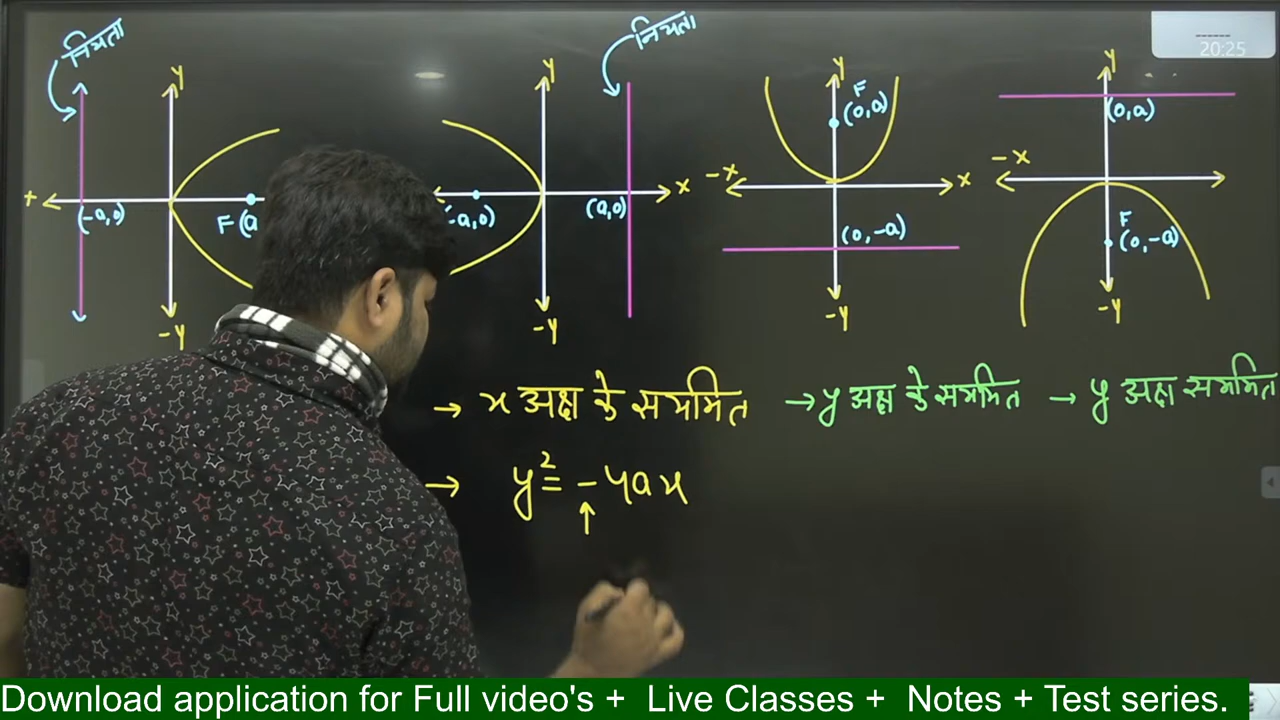 नियता
नियता
20:25
y
y
y
y
F
(0,a)
(0,a)
-x
-x
x
x
(-a,0)
F (a
-a,0)
(a,0)
(0,-a)
F
(0,-a)
-y
-y
-y
-y
→ x अक्ष के सममित
→ y अक्ष के सममित
→ y अक्ष सममित
→ y² = -4ax
↑
Download application for Full video's + Live Classes + Notes + Test series.